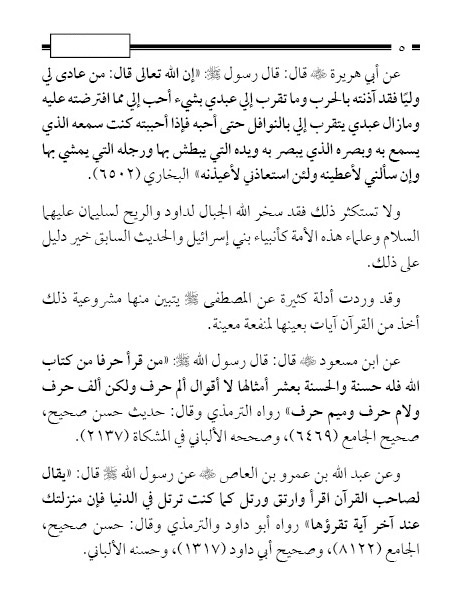 ٥
عن أبي هريرة ﷺ قال: قال رسول ﷺ: «إن الله تعالى قال: من عادى لي
وليًا فقد آذنته بالحرب وما تقرب إلي عبدي بشيء أحب إلي مما افترضته عليه
ومازال عبدي يتقرب إلي بالنوافل حتى أحبه فإذا أحببته كنت سمعه الذي
يسمع به وبصره الذي يبصر به ويده التي يبطش بها ورجله التي يمشي بها
وإن سألني لأعطينه ولئن استعاذني لأعيذنه» البخاري (٦٥٠٢).
ولا تستكثر ذلك فقد سخر الله الجبال لداود والريح لسليمان عليهما
السلام وعلماء هذه الأمة كأنبياء بني إسرائيل والحديث السابق خير دليل
على ذلك.
وقد وردت أدلة كثيرة عن المصطفى ﷺ يتبين منها مشروعية ذلك
أخذ من القرآن آيات بعينها لمنفعة معينة.
عن ابن مسعود قال: قال رسول الله ﷺ: «من قرأ حرفا من كتاب
الله فله حسنة والحسنة بعشر أمثالها لا أقوال ألم حرف ولكن ألف حرف
ولام حرف وميم حرف» رواه الترمذي وقال: حديث حسن صحيح،
صحيح الجامع (٦٤٦٩)، وصححه الألباني في المشكاة (٢١٣٧).
وعن عبد الله بن عمرو بن العاص عن رسول الله ﷺ قال: «يقال
لصاحب القرآن اقرأ وارتق ورتل كما كنت ترتل في الدنيا فإن منزلتك
عند آخر آية تقرؤها» رواه أبو داود والترمذي وقال: حسن صحيح،
الجامع (٨١٢٢)، وصحيح أبي داود (١٣١٧)، وحسنه الألباني.